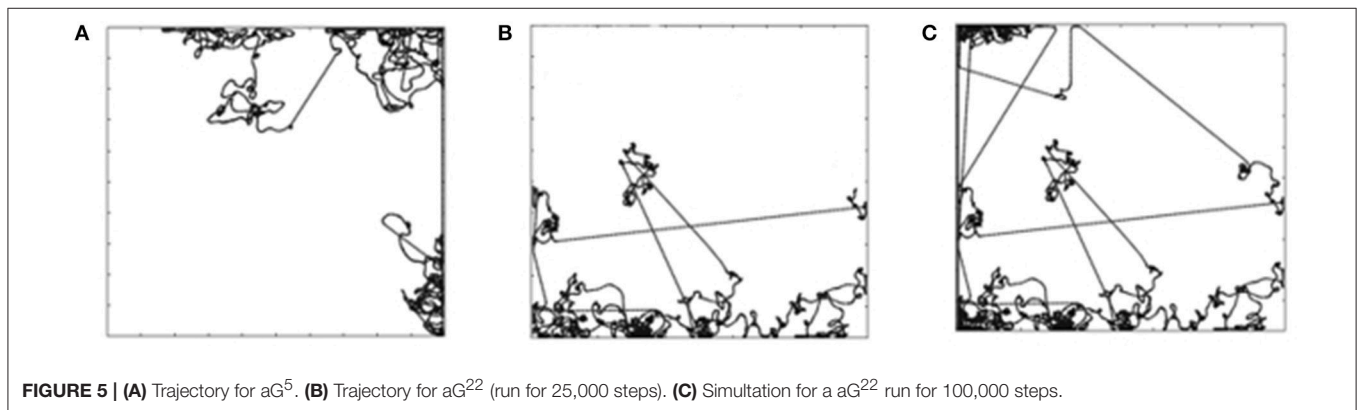 A
B
C
FIGURE 5 | (A) Trajectory for aG⁵. (B) Trajectory for aG²² (run for 25,000 steps). (C) Simultation for a aG²² run for 100,000 steps.